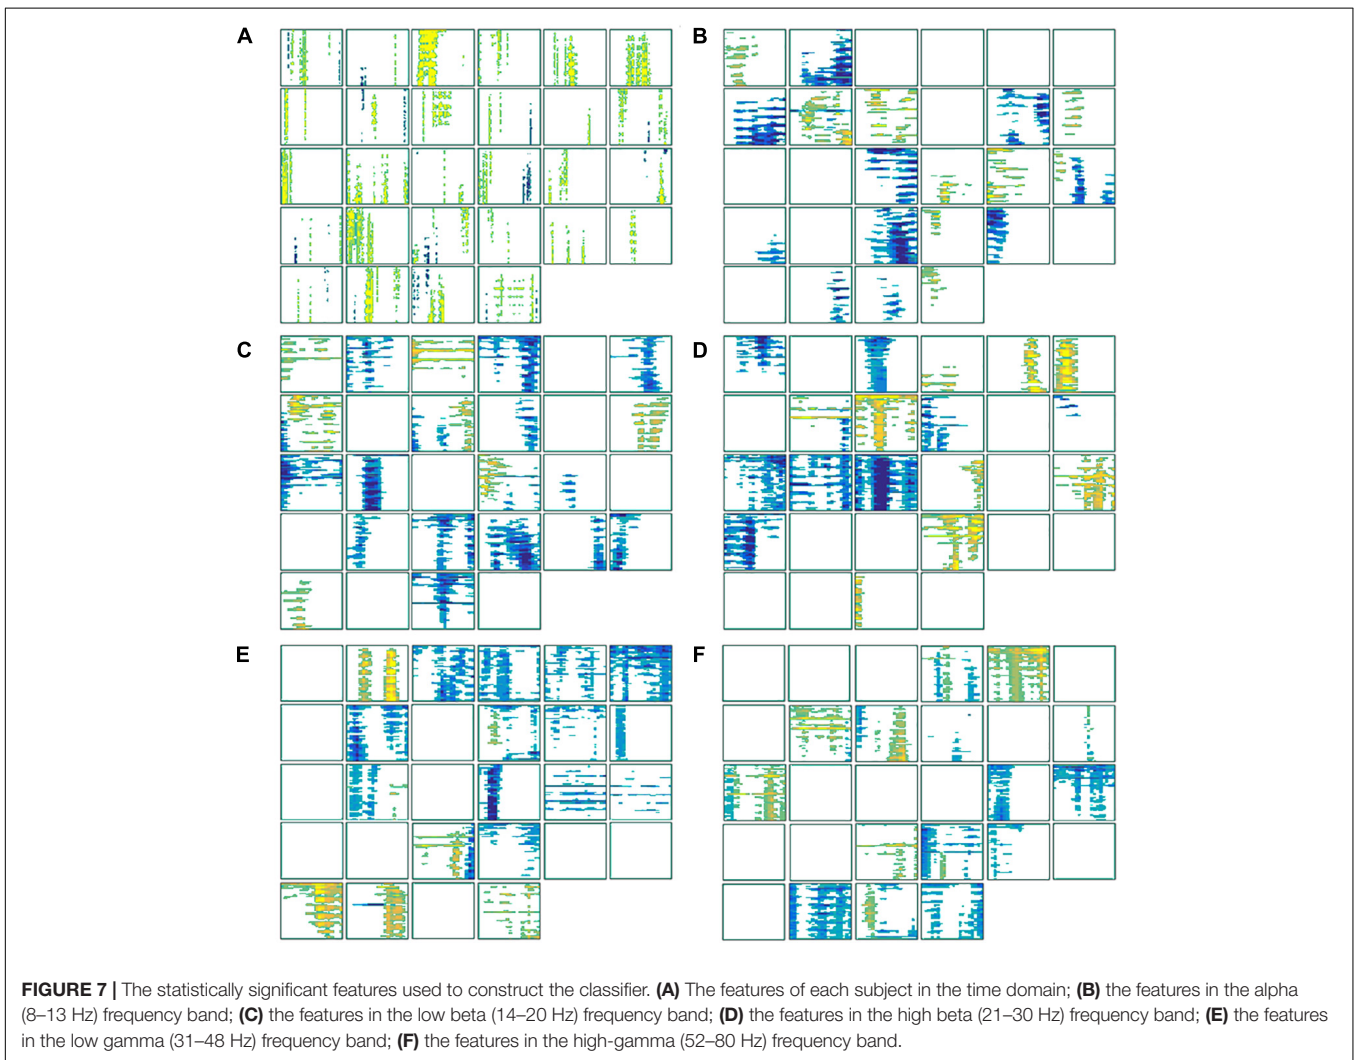 A
B
C
D
E
F
FIGURE 7 | The statistically significant features used to construct the classifier. (A) The features of each subject in the time domain; (B) the features in the alpha
(8–13 Hz) frequency band; (C) the features in the low beta (14–20 Hz) frequency band; (D) the features in the high beta (21–30 Hz) frequency band; (E) the features
in the low gamma (31–48 Hz) frequency band; (F) the features in the high-gamma (52–80 Hz) frequency band.